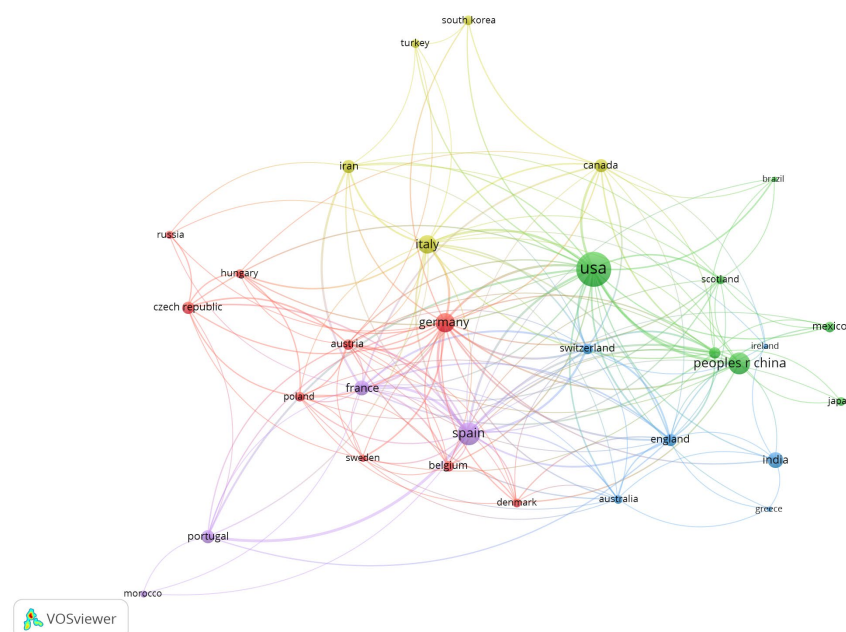 south korea
turkey
iran
canada
brazil
russia
italy
usa
hungary
scotland
czech republic
germany
mexico
austria
switzerland
ireland
peoples r china
france
poland
japa
spain
england
sweden
belgium
india
denmark
australia
greece
portugal
morocco
VOSviewer